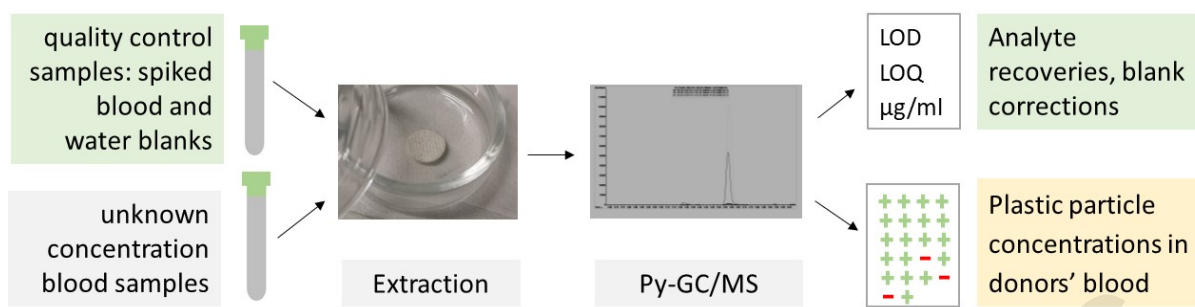 quality control
samples: spiked
blood and
water blanks
unknown
concentration
blood samples
Extraction
Py-GC/MS
LOD
LOQ
µg/ml
Analyte
recoveries, blank
corrections
Plastic particle
concentrations in
donors’ blood